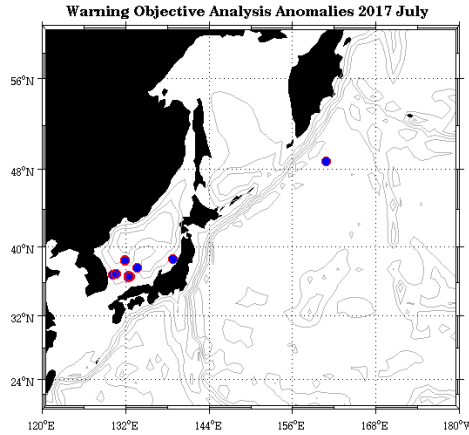 Warning Objective Analysis Anomalies 2017 July
56°N
48°N
40°N
32°N
24°N
120°E 132°E 144°E 156°E 168°E 180°E